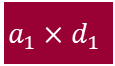 a₁ × d₁